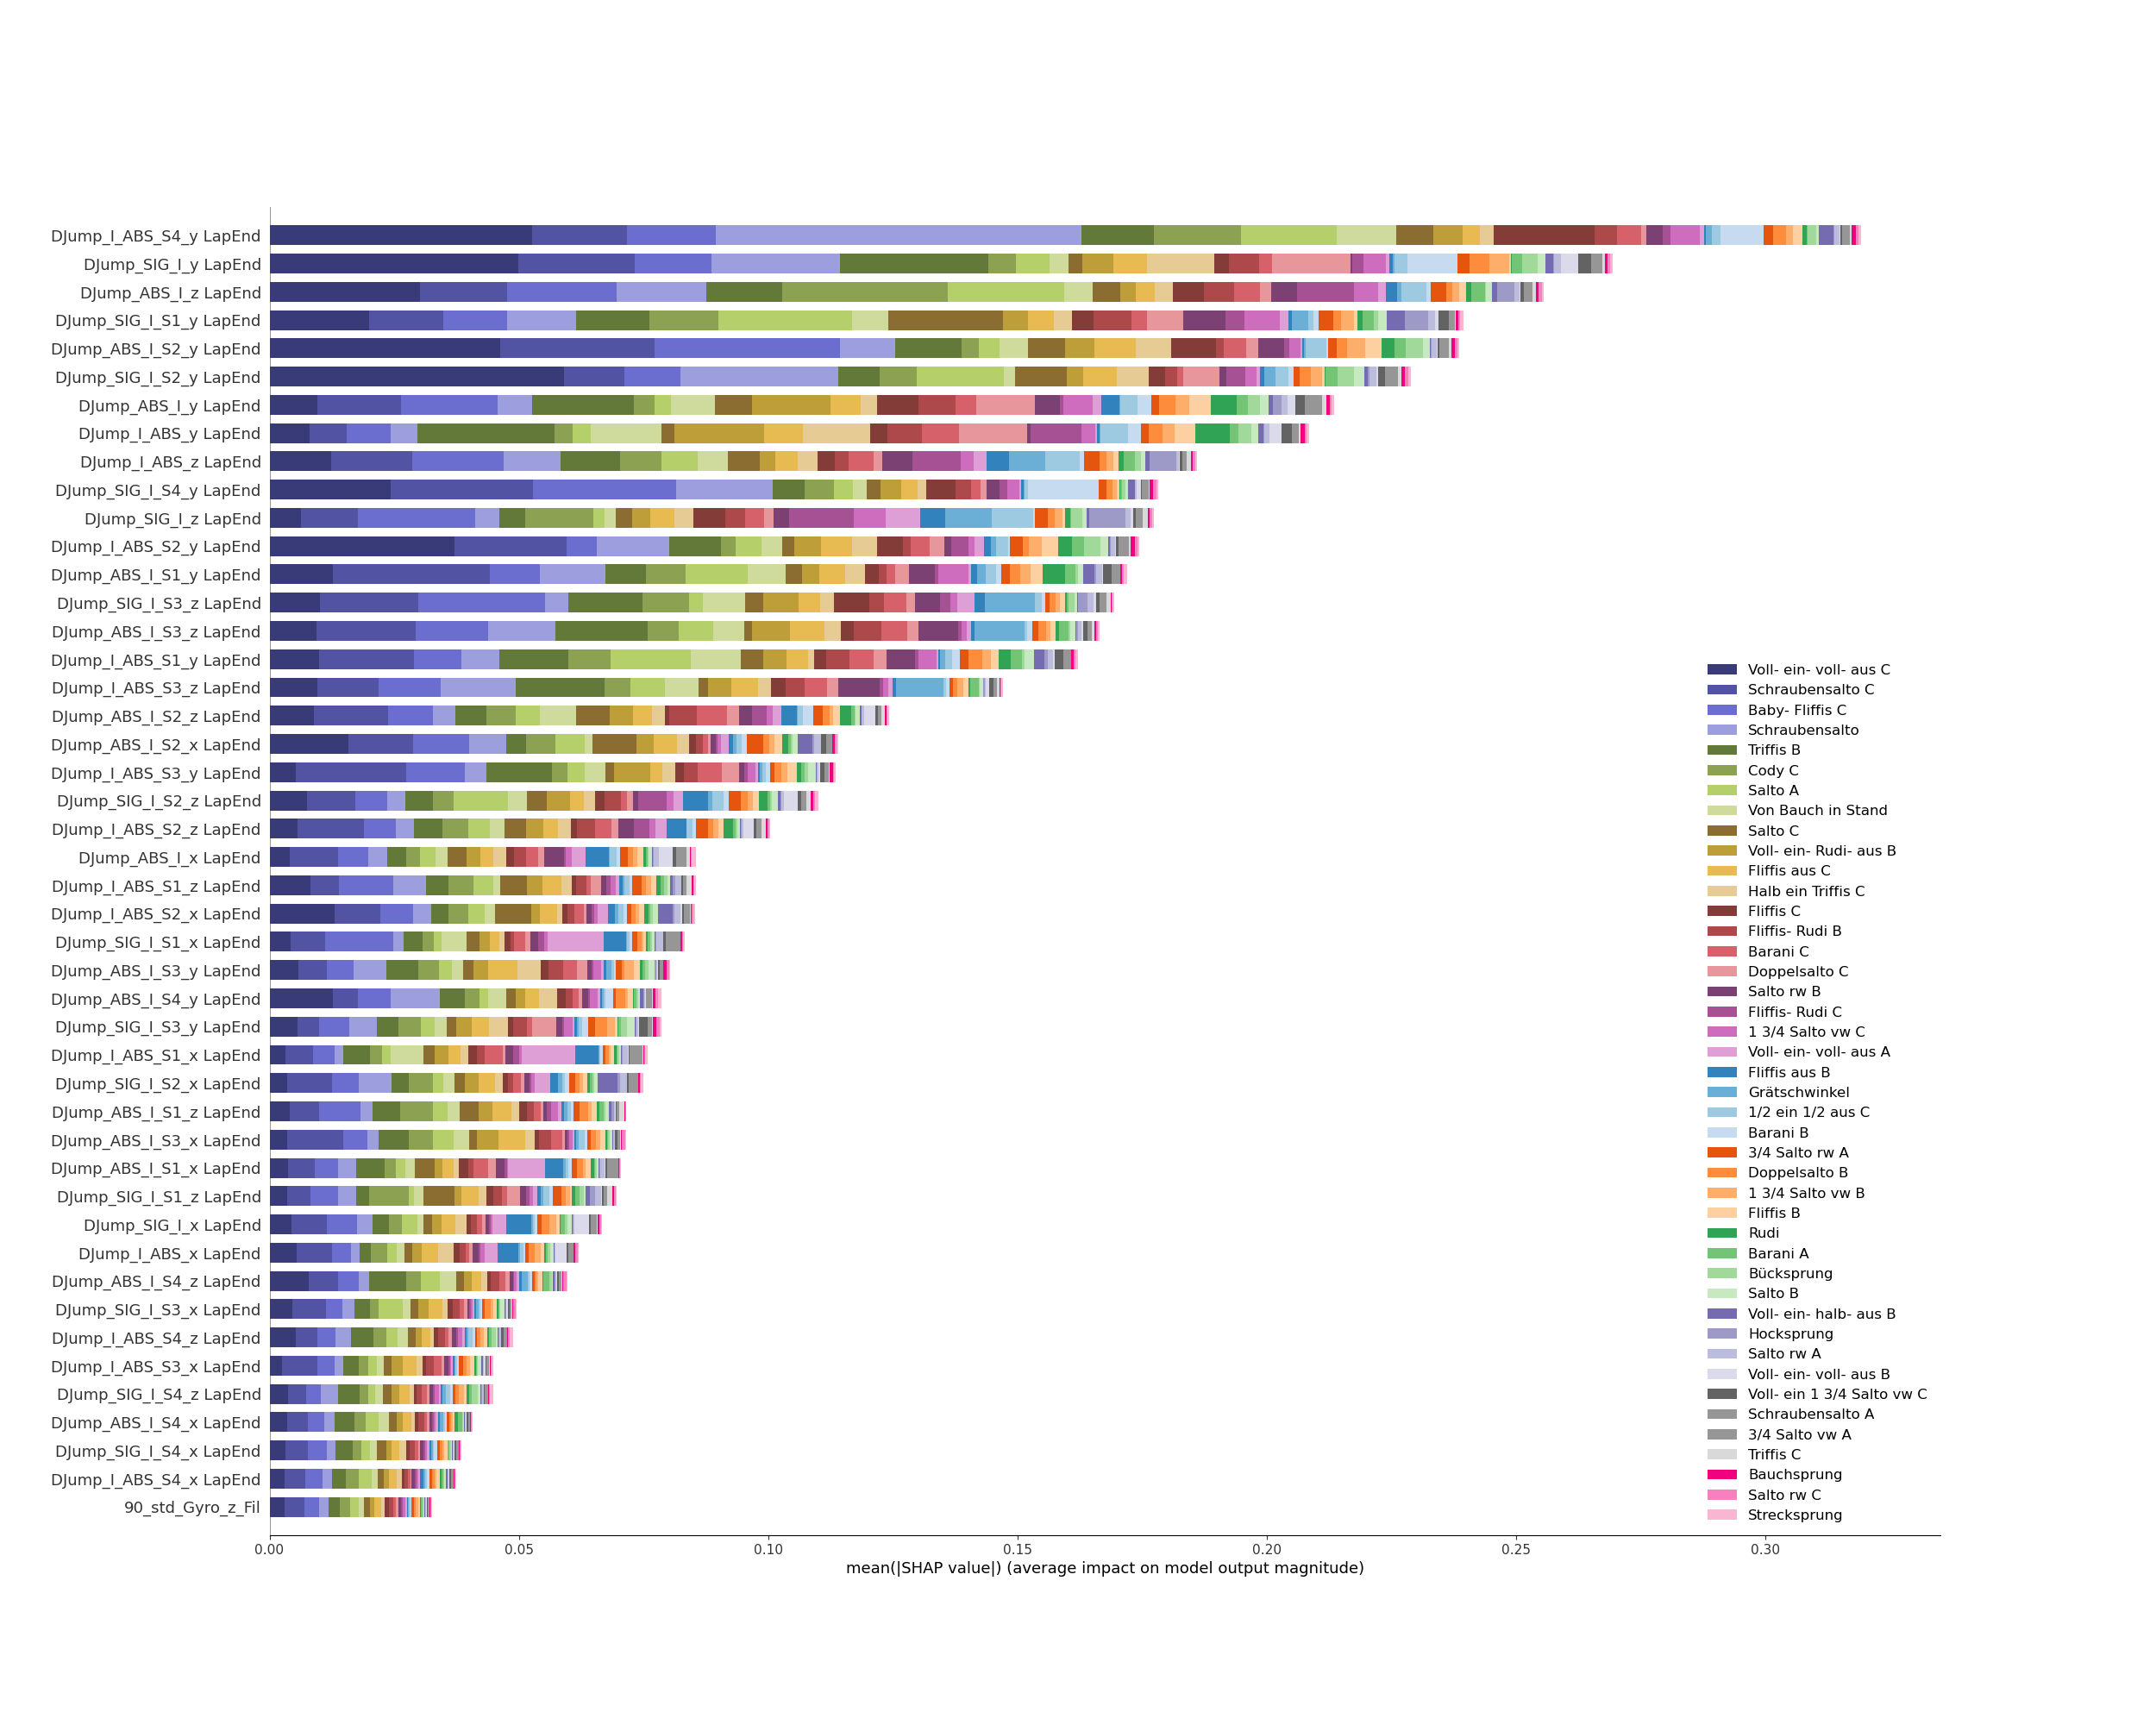 DJump_I_ABS_S4_y LapEnd
DJump_SIG_I_y LapEnd
DJump_ABS_I_z LapEnd
DJump_SIG_I_S1_y LapEnd
DJump_ABS_I_S2_y LapEnd
DJump_SIG_I_S2_y LapEnd
DJump_ABS_I_y LapEnd
DJump_I_ABS_y LapEnd
DJump_I_ABS_z LapEnd
DJump_SIG_I_S4_y LapEnd
DJump_SIG_I_z LapEnd
DJump_I_ABS_S2_y LapEnd
DJump_ABS_I_S1_y LapEnd
DJump_SIG_I_S3_z LapEnd
DJump_ABS_I_S3_z LapEnd
DJump_I_ABS_S1_y LapEnd
DJump_I_ABS_S3_z LapEnd
DJump_ABS_I_S2_z LapEnd
DJump_ABS_I_S2_x LapEnd
DJump_I_ABS_S3_y LapEnd
DJump_SIG_I_S2_z LapEnd
DJump_I_ABS_S2_z LapEnd
DJump_ABS_I_x LapEnd
DJump_I_ABS_S1_z LapEnd
DJump_I_ABS_S2_x LapEnd
DJump_SIG_I_S1_x LapEnd
DJump_ABS_I_S3_y LapEnd
DJump_ABS_I_S4_y LapEnd
DJump_SIG_I_S3_y LapEnd
DJump_I_ABS_S1_x LapEnd
DJump_SIG_I_S2_x LapEnd
DJump_ABS_I_S1_z LapEnd
DJump_ABS_I_S3_x LapEnd
DJump_ABS_I_S1_x LapEnd
DJump_SIG_I_S1_z LapEnd
DJump_SIG_I_x LapEnd
DJump_I_ABS_x LapEnd
DJump_ABS_I_S4_z LapEnd
DJump_SIG_I_S3_x LapEnd
DJump_I_ABS_S4_z LapEnd
DJump_I_ABS_S3_x LapEnd
DJump_SIG_I_S4_z LapEnd
DJump_ABS_I_S4_x LapEnd
DJump_SIG_I_S4_x LapEnd
DJump_I_ABS_S4_x LapEnd
90_std_Gyro_z_Fil
Voll- ein- voll- aus C
Schraubensalto C
Baby- Fliffis C
Schraubensalto
Triffis B
Cody C
Salto A
Von Bauch in Stand
Salto C
Voll- ein- Rudi- aus B
Fliffis aus C
Halb ein Triffis C
Fliffis C
Fliffis- Rudi B
Barani C
Doppelsalto C
Salto rw B
Fliffis- Rudi C
1 3/4 Salto vw C
Voll- ein- voll- aus A
Fliffis aus B
Grätschwinkel
1/2 ein 1/2 aus C
Barani B
3/4 Salto rw A
Doppelsalto B
1 3/4 Salto vw B
Fliffis B
Rudi
Barani A
Bücksprung
Salto B
Voll- ein- halb- aus B
Hocksprung
Salto rw A
Voll- ein- voll- aus B
Voll- ein 1 3/4 Salto vw C
Schraubensalto A
3/4 Salto vw A
Triffis C
Bauchsprung
Salto rw C
Strecksprung
0.00 0.05 0.10 0.15 0.20 0.25 0.30
mean(|SHAP value|) (average impact on model output magnitude)